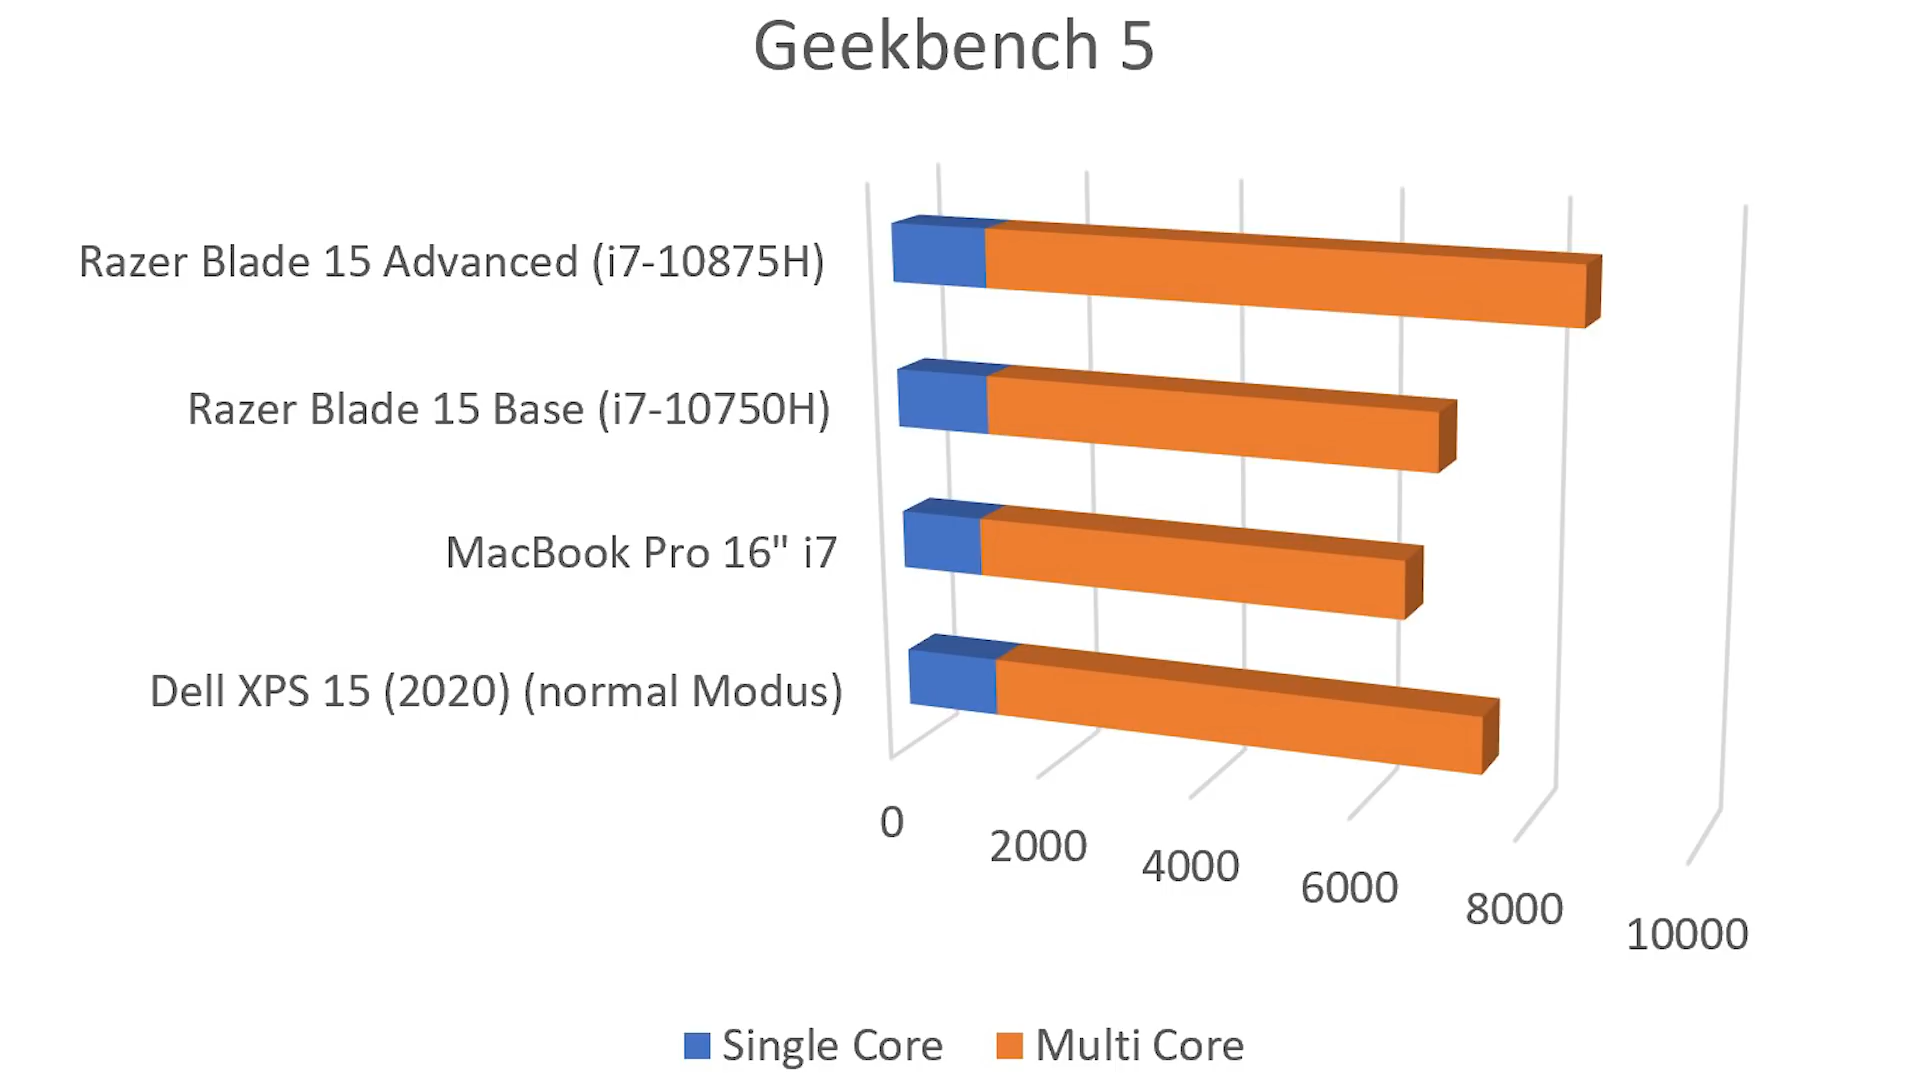 Geekbench 5
Razer Blade 15 Advanced (i7-10875H)
Razer Blade 15 Base (i7-10750H)
MacBook Pro 16" i7
Dell XPS 15 (2020) (normal Modus)
0
2000
4000
6000
8000
10000
Single Core
Multi Core